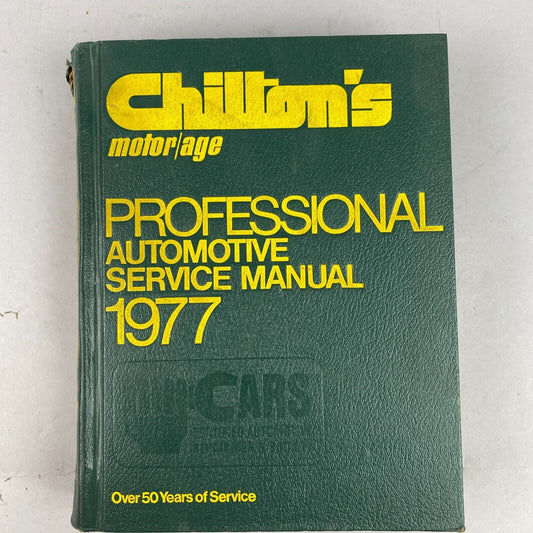 Chilton's
motor/age
PROFESSIONAL
AUTOMOTIVE
SERVICE MANUAL
1977
CARS
Over 50 Years of Service